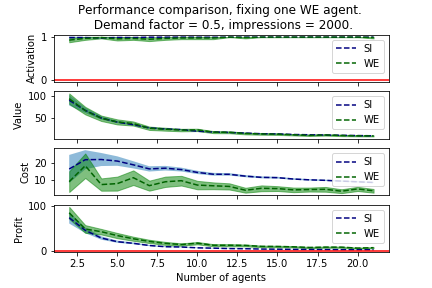 Performance comparison, fixing one WE agent.
Demand factor = 0.5, impressions = 2000.
Activation
1
0
SI
WE
Value
100
50
SI
WE
Cost
20
10
SI
WE
Profit
100
0
SI
WE
2.5 5.0 7.5 10.0 12.5 15.0 17.5 20.0
Number of agents